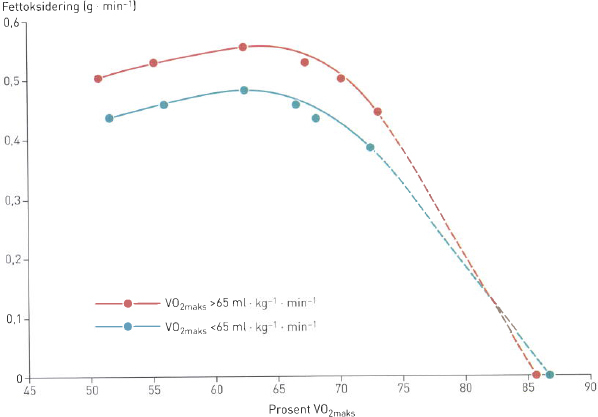 Fettoksidering (g · min⁻¹)
0,6
0,5
0,4
0,3
0,2
0,1
0
VO₂maks >65 ml · kg⁻¹ · min⁻¹
VO₂maks <65 ml · kg⁻¹ · min⁻¹
45 50 55 60 65 70 75 80 85 90
Prosent VO₂maks